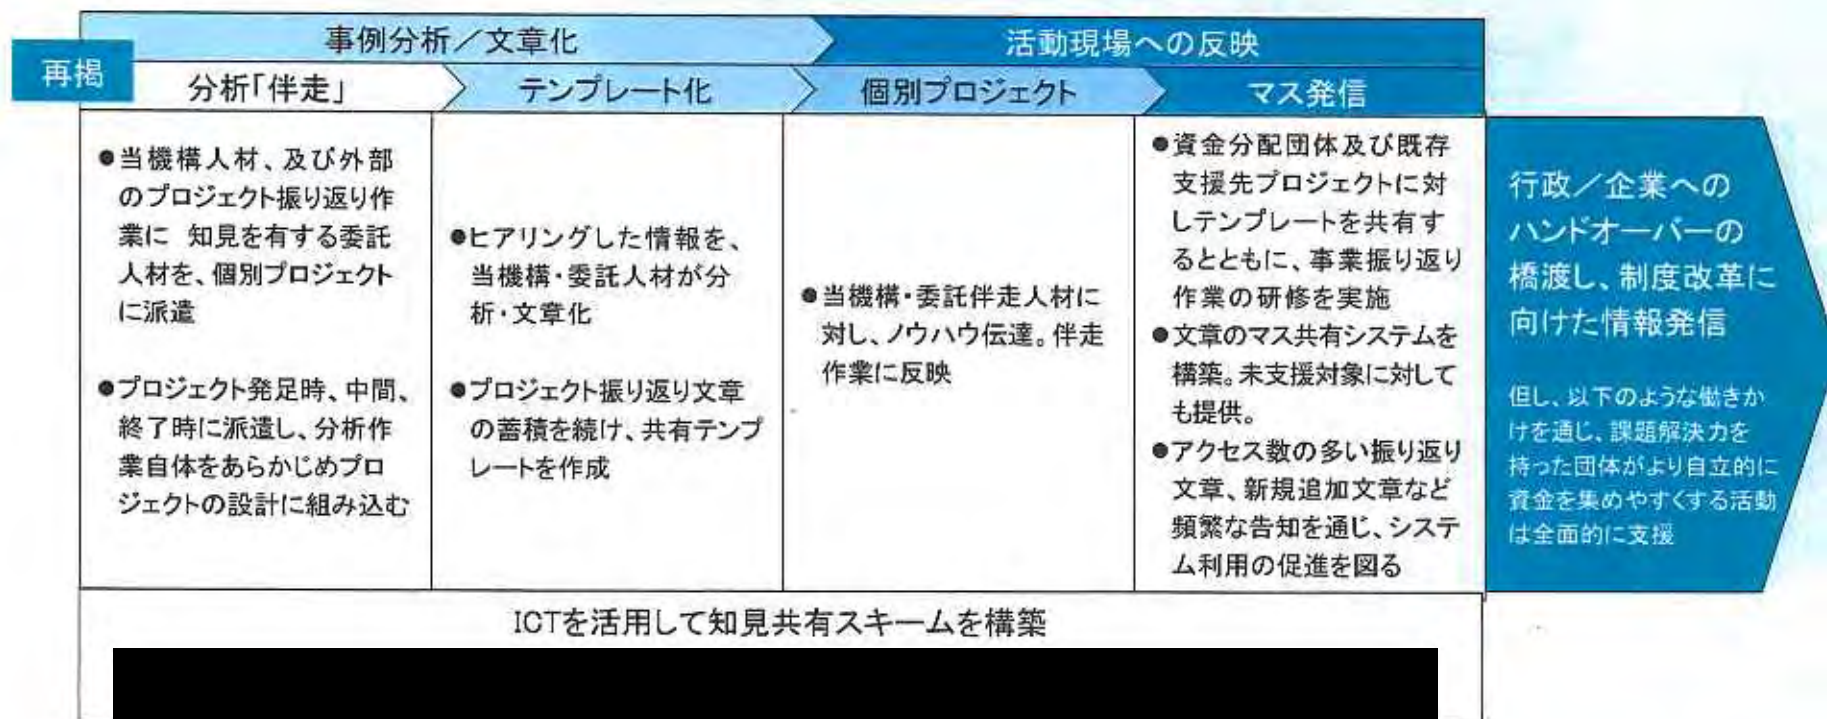 再掲
事例分析／文章化
活動現場への反映
分析「伴走」
テンプレート化
個別プロジェクト
マス発信
●当機構人材、及び外部
のプロジェクト振り返り作
業に 知見を有する委託
人材を、個別プロジェクト
に派遣
●プロジェクト発足時、中間、
終了時に派遣し、分析作
業自体をあらかじめプロ
ジェクトの設計に組み込む
●ヒアリングした情報を、
当機構・委託人材が分
析・文章化
●プロジェクト振り返り文章
の蓄積を続け、共有テンプ
レートを作成
●当機構・委託伴走人材に
対し、ノウハウ伝達。伴走
作業に反映
●資金分配団体及び既存
支援先プロジェクトに対
しテンプレートを共有す
るとともに、事業振り返り
作業の研修を実施
●文章のマス共有システムを
構築。未支援対象に対して
も提供。
●アクセス数の多い振り返り
文章、新規追加文章など
頻繁な告知を通じ、システ
ム利用の促進を図る
行政／企業への
ハンドオーバーの
橋渡し、制度改革に
向けた情報発信
但し、以下のような働きか
けを通じ、課題解決力を
持った団体がより自立的に
資金を集めやすくする活動
は全面的に支援
ICTを活用して知見共有スキームを構築